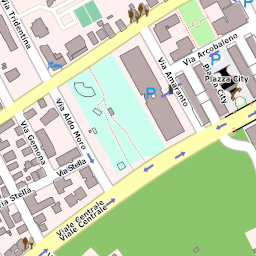 Via Tridentina
Via Arcobaleno
Via Amaranto
Piazza City
Piazza City
P
P
Via Aldo Moro
Via Gemona
Via Stella
Via Stella
Viale Centrale
Viale Centrale